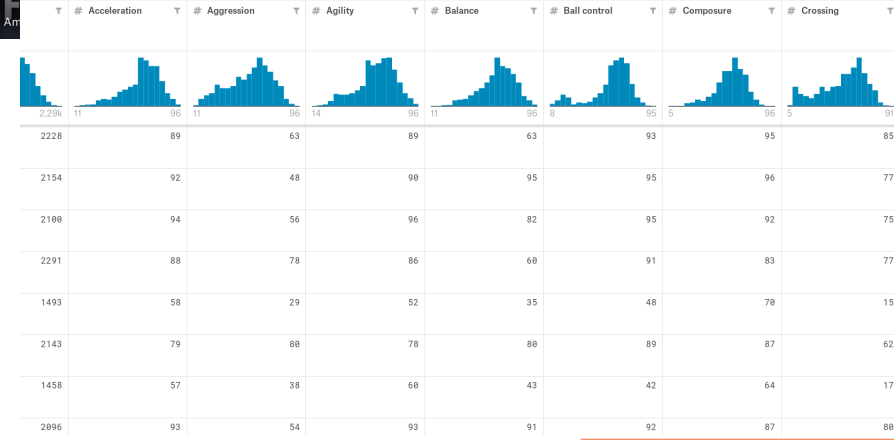 Am
# Acceleration # Aggression # Agility # Balance # Ball control # Composure # Crossing
2.29k 11 96 11 96 14 96 11 96 8 95 5 96 5 91
2228 89 63 89 63 93 95 85
2154 92 48 90 95 95 96 77
2100 94 56 96 82 95 92 75
2291 88 78 86 60 91 83 77
1493 58 29 52 35 48 70 15
2143 79 80 78 80 89 87 62
1458 57 38 60 43 42 64 17
2096 93 54 93 91 92 87 80